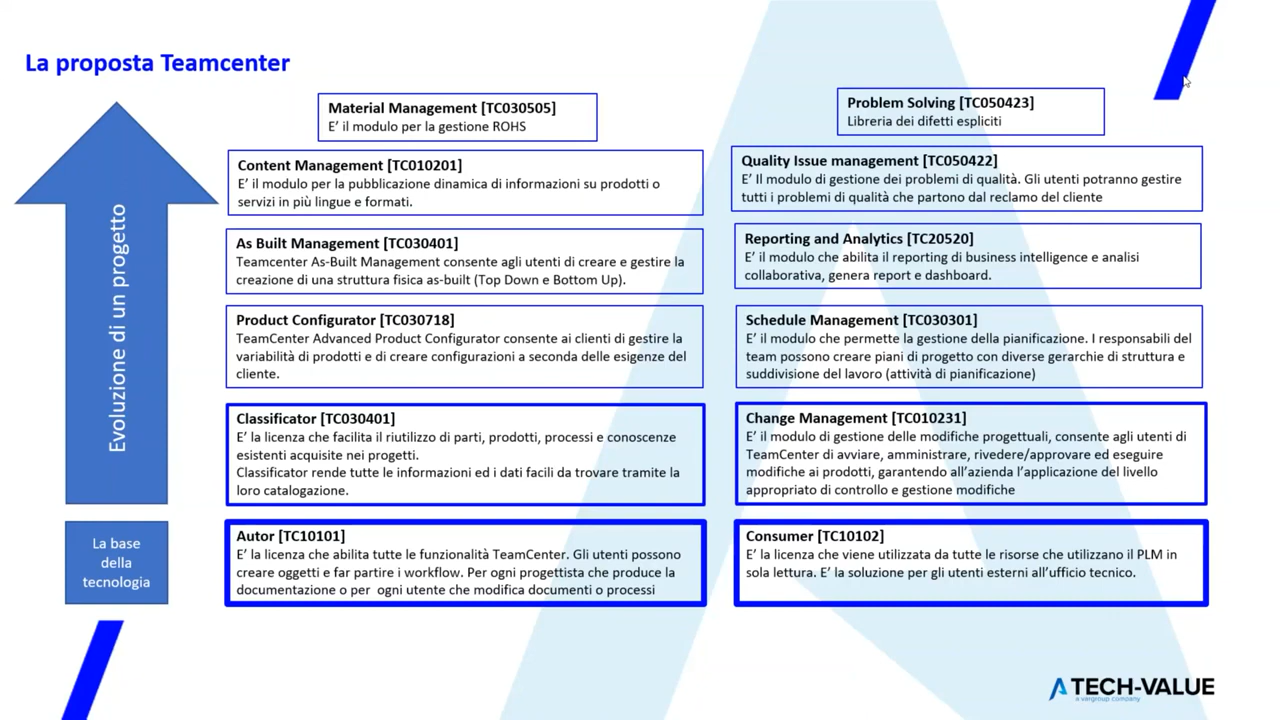 La proposta Teamcenter
Evoluzione di un progetto
La base
della
tecnologia
Material Management [TC030505]
E’ il modulo per la gestione ROHS
Content Management [TC010201]
E’ il modulo per la pubblicazione dinamica di informazioni su prodotti o
servizi in più lingue e formati.
As Built Management [TC030401]
Teamcenter As-Built Management consente agli utenti di creare e gestire la
creazione di una struttura fisica as-built (Top Down e Bottom Up).
Product Configurator [TC030718]
TeamCenter Advanced Product Configurator consente ai clienti di gestire la
variabilità di prodotti e di creare configurazioni a seconda delle esigenze del
cliente.
Classificator [TC030401]
E’ la licenza che facilita il riutilizzo di parti, prodotti, processi e conoscenze
esistenti acquisite nei progetti.
Classificator rende tutte le informazioni ed i dati facili da trovare tramite la
loro catalogazione.
Autor [TC10101]
E’ la licenza che abilita tutte le funzionalità TeamCenter. Gli utenti possono
creare oggetti e far partire i workflow. Per ogni progettista che produce la
documentazione o per ogni utente che modifica documenti o processi
Problem Solving [TC050423]
Libreria dei difetti espliciti
Quality Issue management [TC050422]
E’ Il modulo di gestione dei problemi di qualità. Gli utenti potranno gestire
tutti i problemi di qualità che partono dal reclamo del cliente
Reporting and Analytics [TC20520]
E’ il modulo che abilita il reporting di business intelligence e analisi
collaborativa, genera report e dashboard.
Schedule Management [TC030301]
E’ il modulo che permette la gestione della pianificazione. I responsabili del
team possono creare piani di progetto con diverse gerarchie di struttura e
suddivisione del lavoro (attività di pianificazione)
Change Management [TC010231]
E’ il modulo di gestione delle modifiche progettuali, consente agli utenti di
TeamCenter di avviare, amministrare, rivedere/approvare ed eseguire
modifiche ai prodotti, garantendo all’azienda l’applicazione del livello
appropriato di controllo e gestione modifiche
Consumer [TC10102]
E’ la licenza che viene utilizzata da tutte le risorse che utilizzano il PLM in
sola lettura. E’ la soluzione per gli utenti esterni all’ufficio tecnico.
TECH-VALUE
a vargroup company